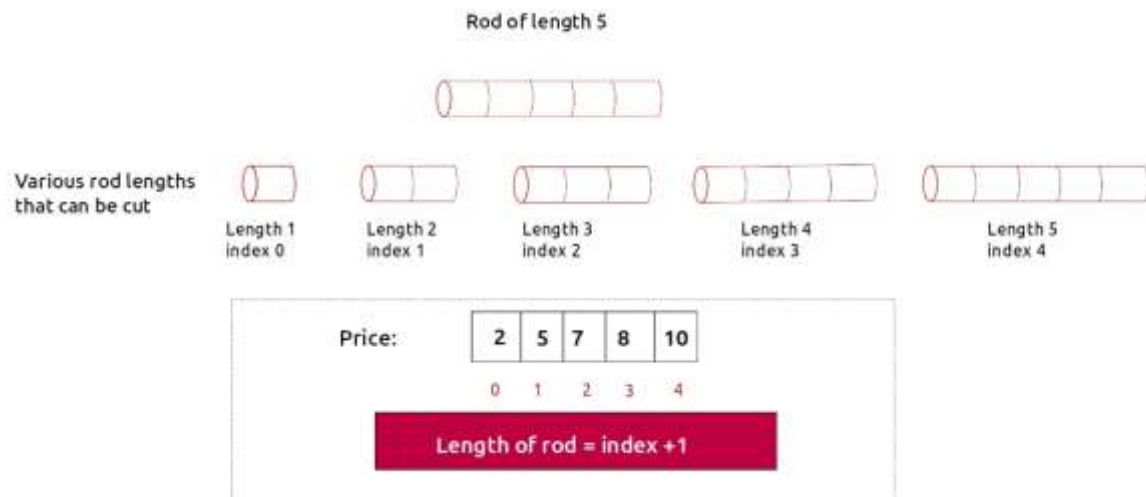 Rod of length 5
Various rod lengths
that can be cut
Length 1
index 0
Length 2
index 1
Length 3
index 2
Length 4
index 3
Length 5
index 4
Price: 2 5 7 8 10
0 1 2 3 4
Length of rod = index +1